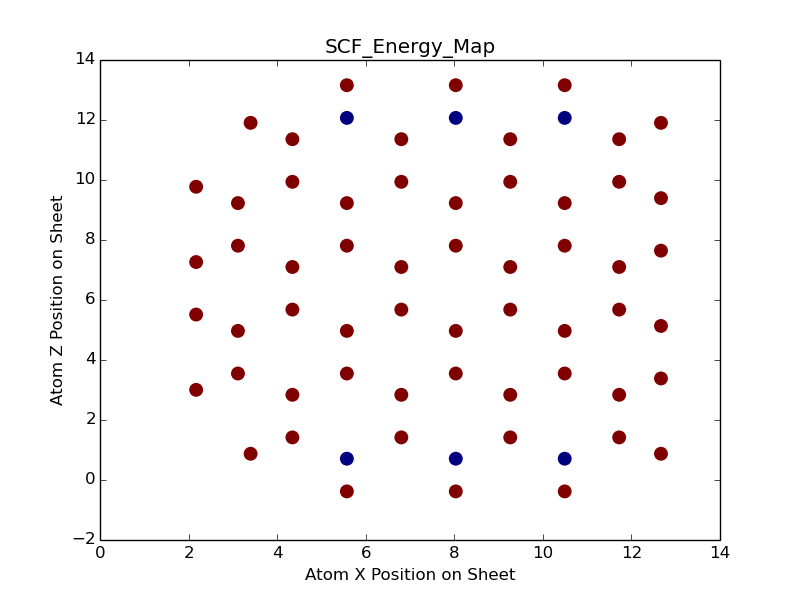 SCF_Energy_Map
14
12
10
8
6
4
2
0
−2
Atom Z Position on Sheet
0 2 4 6 8 10 12 14
Atom X Position on Sheet